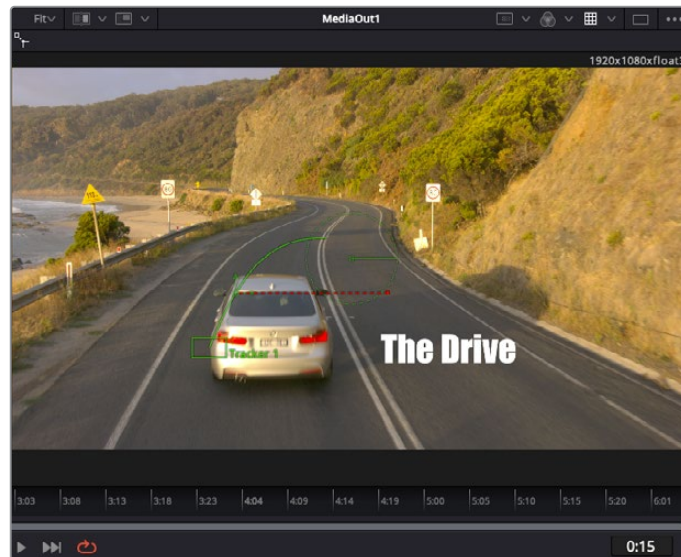 Fit MediaOut1
1920x1080xfloat3
Tracker 1
The Drive
3:03 3:08 3:13 3:18 3:23 4:04 4:09 4:14 4:19 5:00 5:05 5:10 5:15 5:20 6:01
0:15